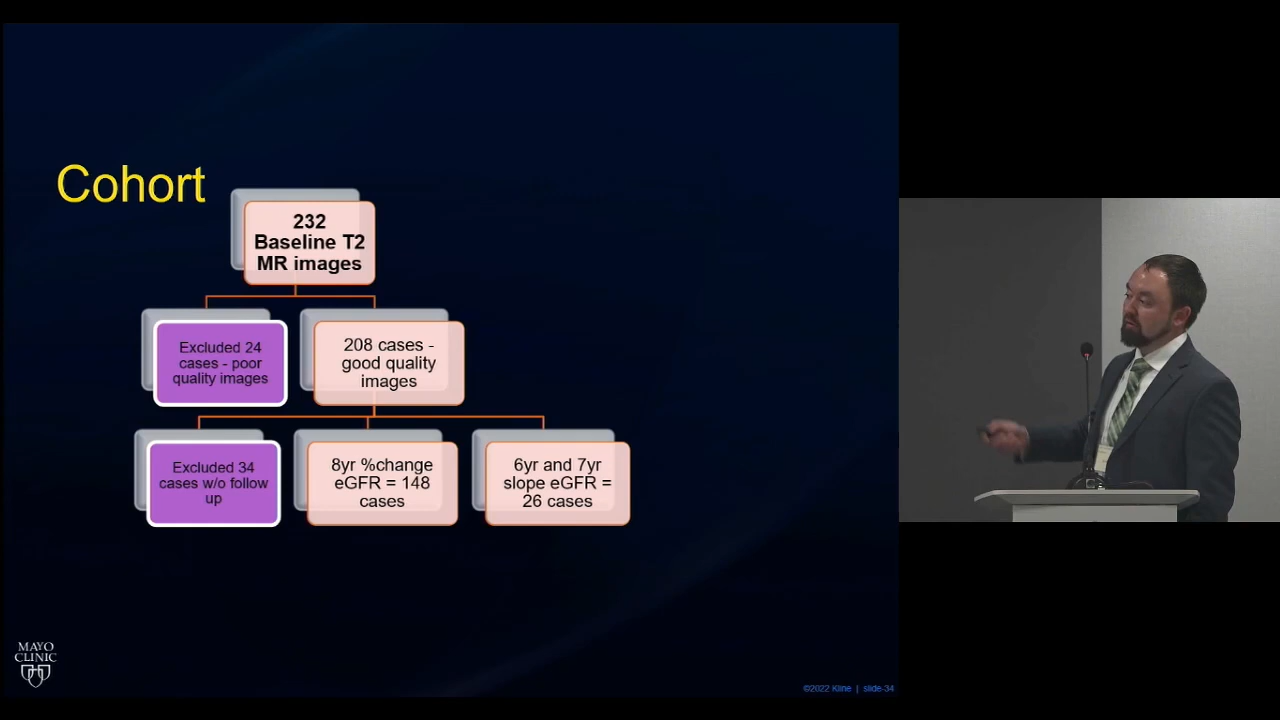 Cohort
232
Baseline T2
MR images
Excluded 24
cases - poor
quality images
208 cases -
good quality
images
Excluded 34
cases w/o follow
up
8yr %change
eGFR = 148
cases
6yr and 7yr
slope eGFR =
26 cases
MAYO
CLINIC
©2022 Kline | slide-34